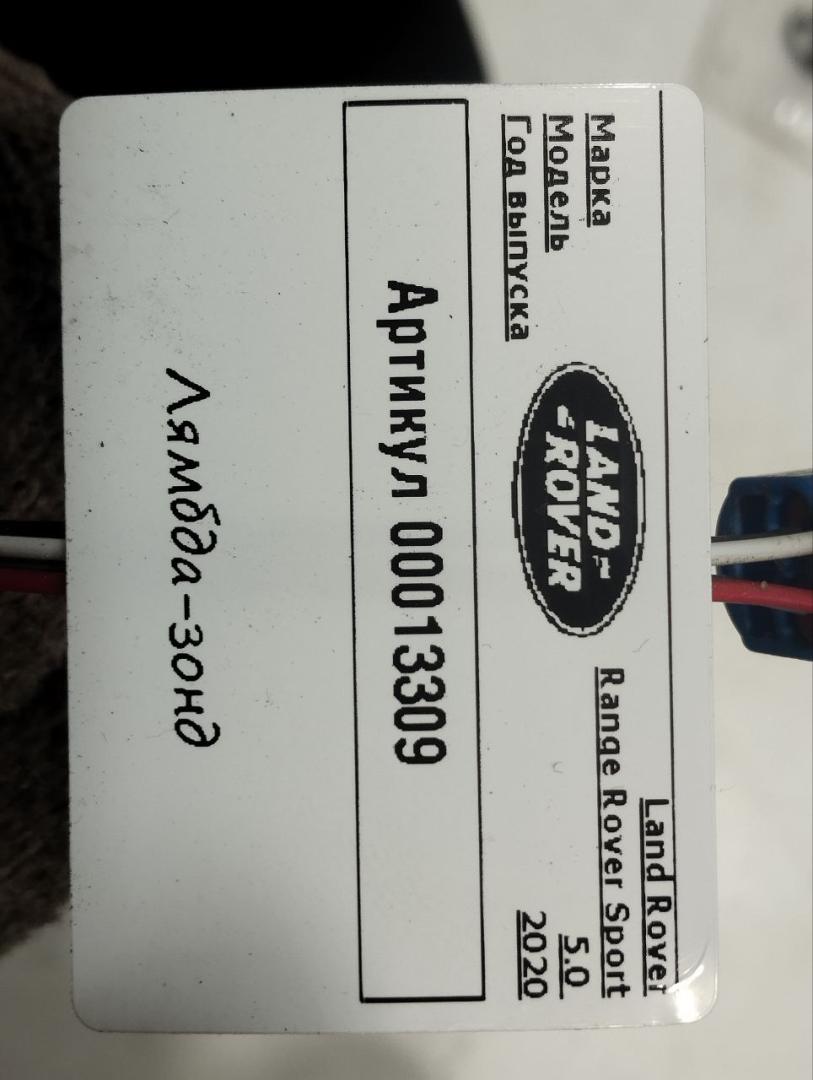 Land Rover
Марка Range Rover Sport
Модель 5.0
Год выпуска 2020
LAND
ROVER
Артикул 00013309
Лямбда-зонд